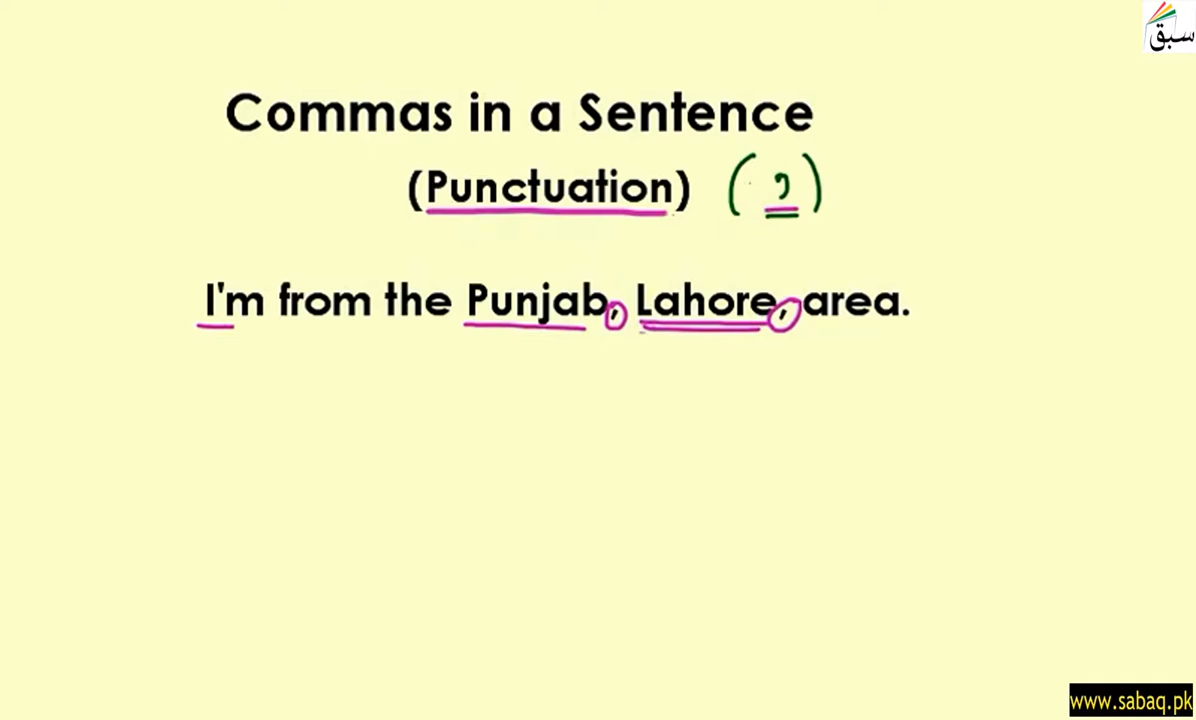 سبق
Commas in a Sentence
(Punctuation) ( , )
I'm from the Punjab, Lahore, area.
www.sabaq.pk